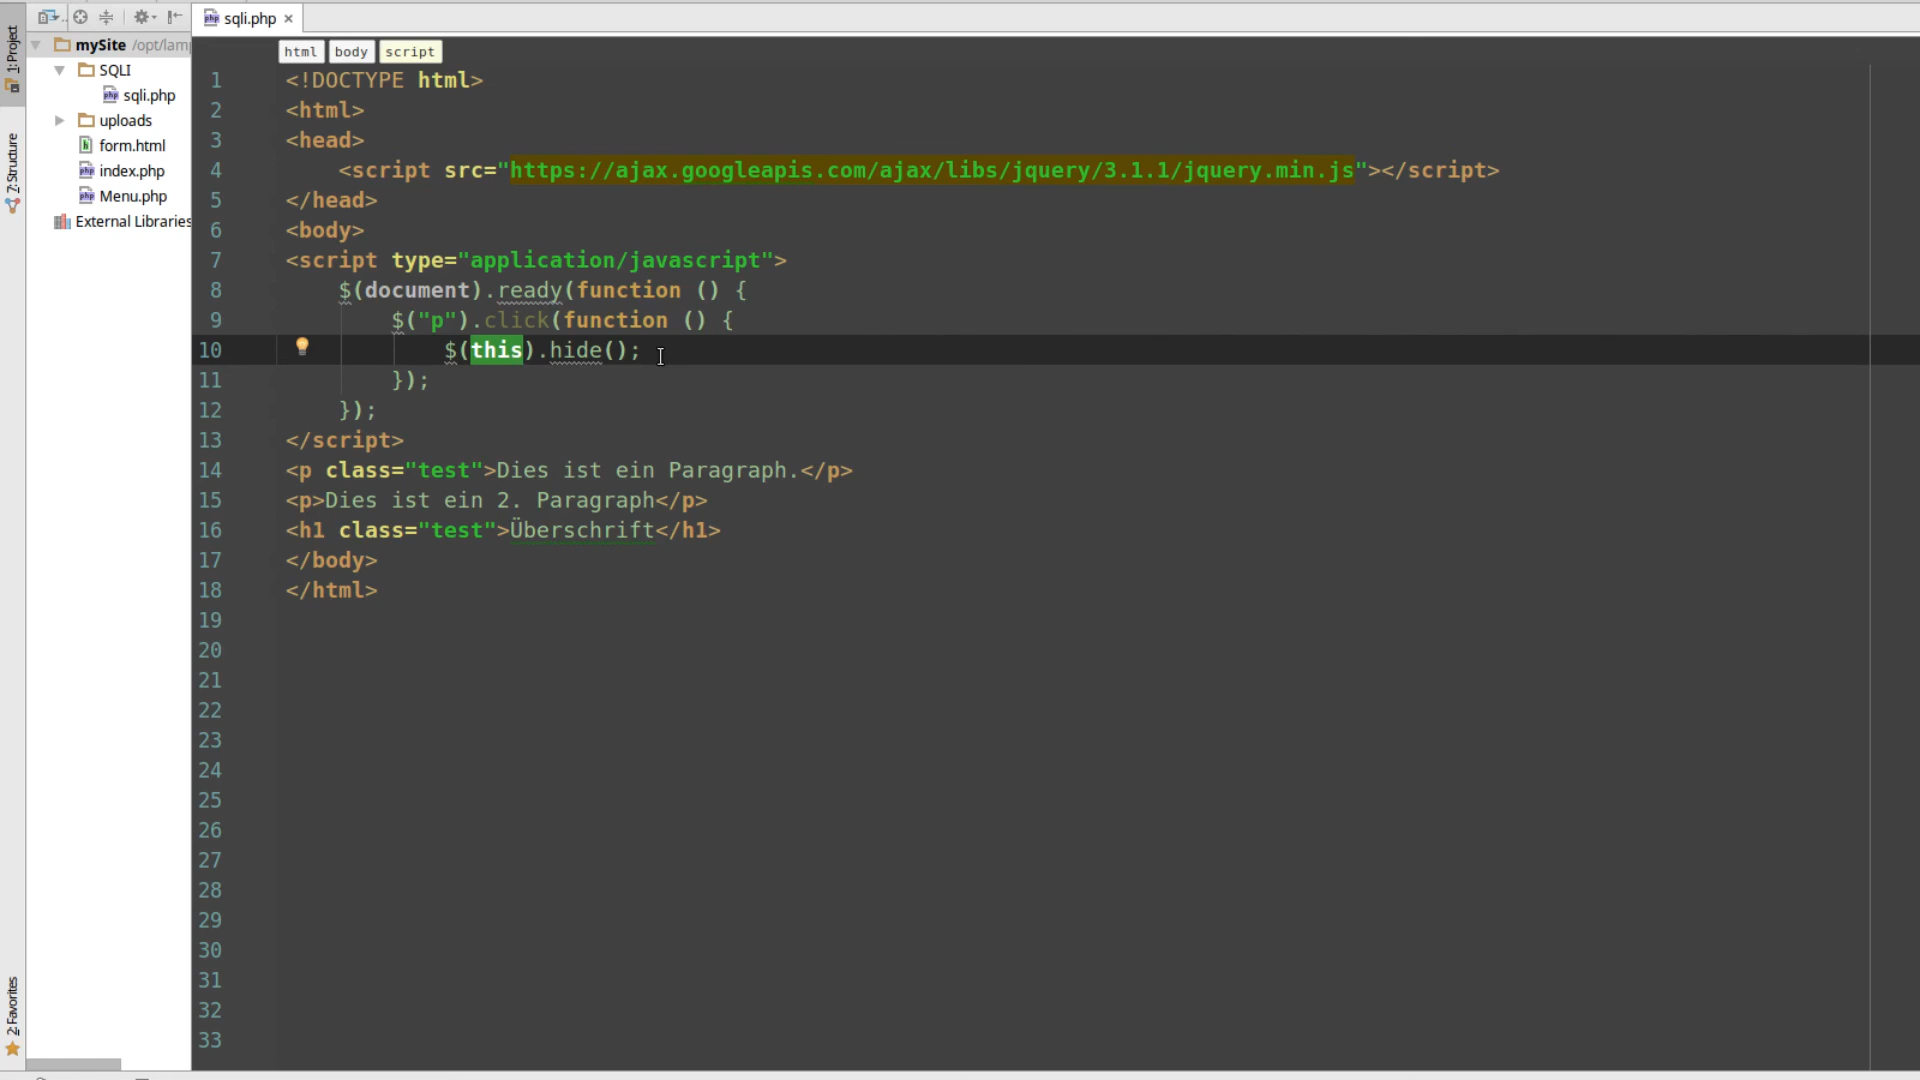 sqli.php
mySite /opt/lam
SQLI
sqli.php
uploads
form.html
index.php
Menu.php
External Libraries
1: Project
7: Structure
2: Favorites
html body script
1 <!DOCTYPE html>
2 <html>
3 <head>
4 <script src="https://ajax.googleapis.com/ajax/libs/jquery/3.1.1/jquery.min.js"></script>
5 </head>
6 <body>
7 <script type="application/javascript">
8 $(document).ready(function () {
9 $("p").click(function () {
10 $(this).hide();
11 });
12 });
13 </script>
14 <p class="test">Dies ist ein Paragraph.</p>
15 <p>Dies ist ein 2. Paragraph</p>
16 <h1 class="test">Überschrift</h1>
17 </body>
18 </html>
19
20
21
22
23
24
25
26
27
28
29
30
31
32
33